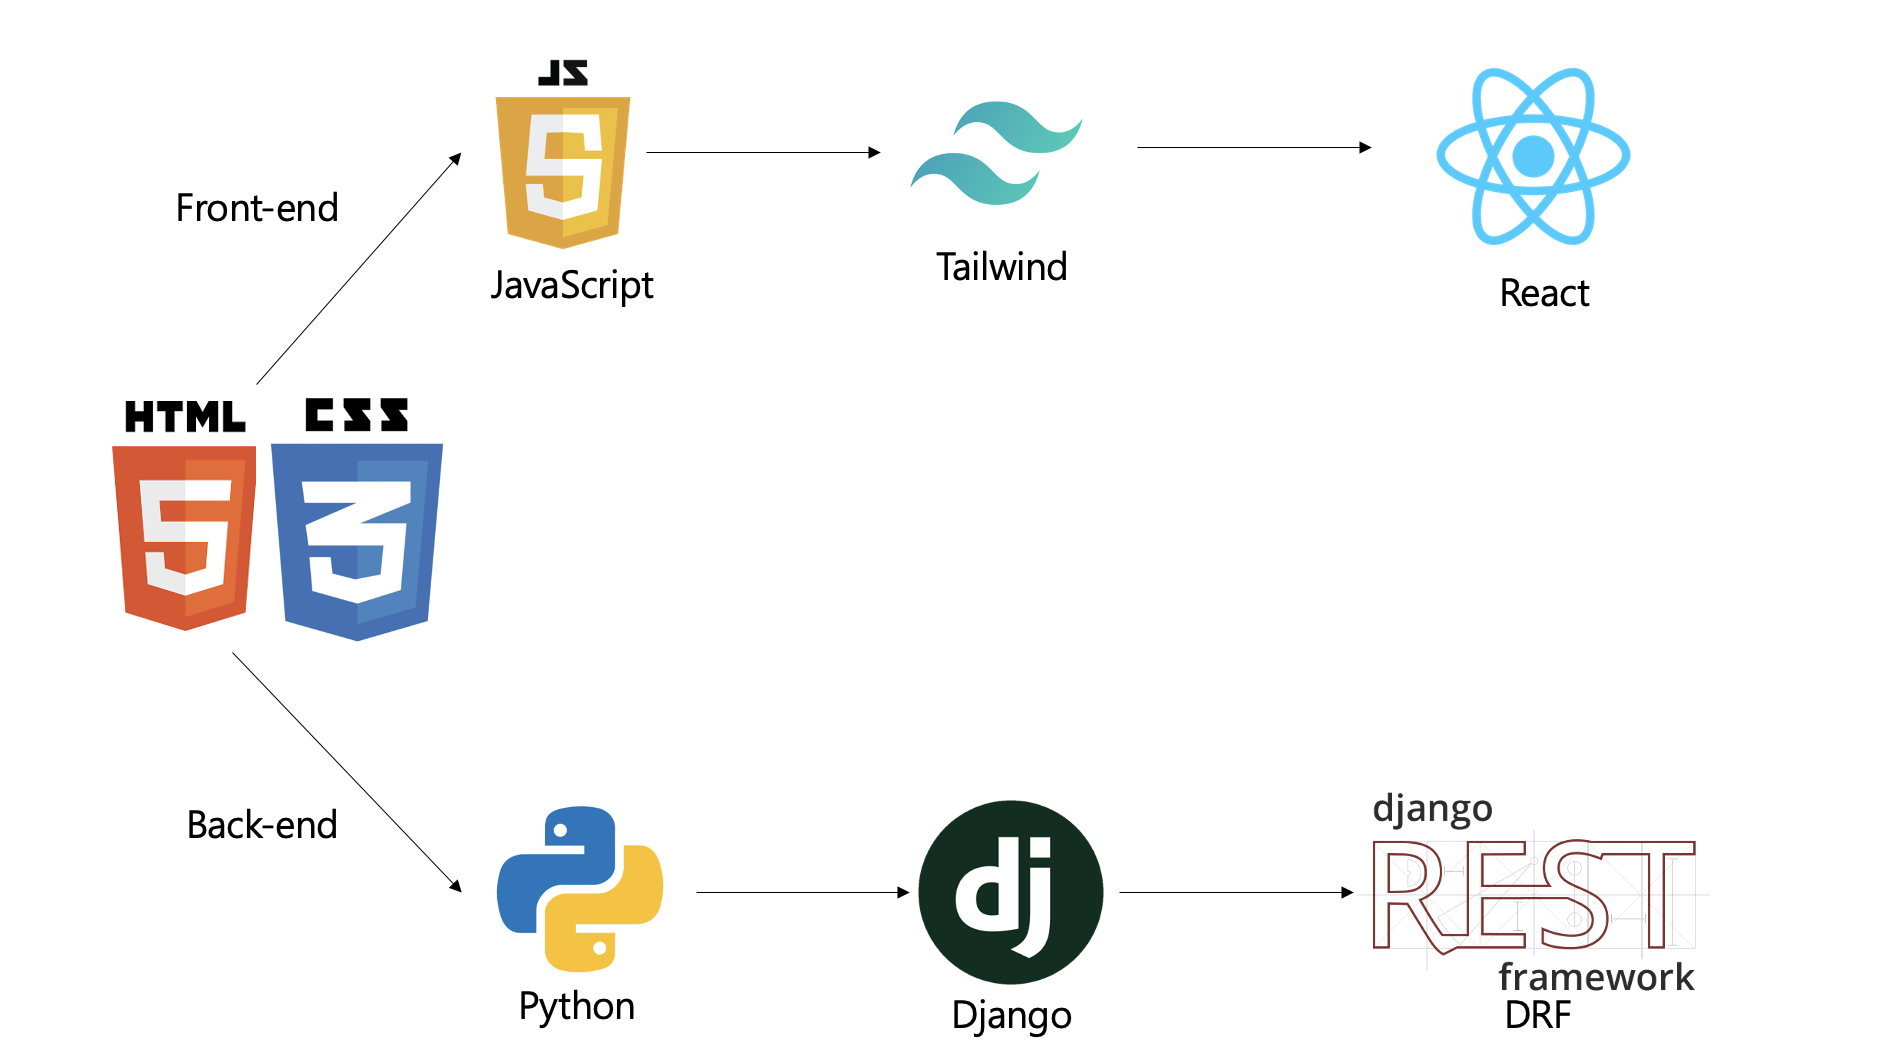 JS
JavaScript
Tailwind
React
Front-end
HTML
CSS
Back-end
Python
dj
Django
django
REST
framework
DRF